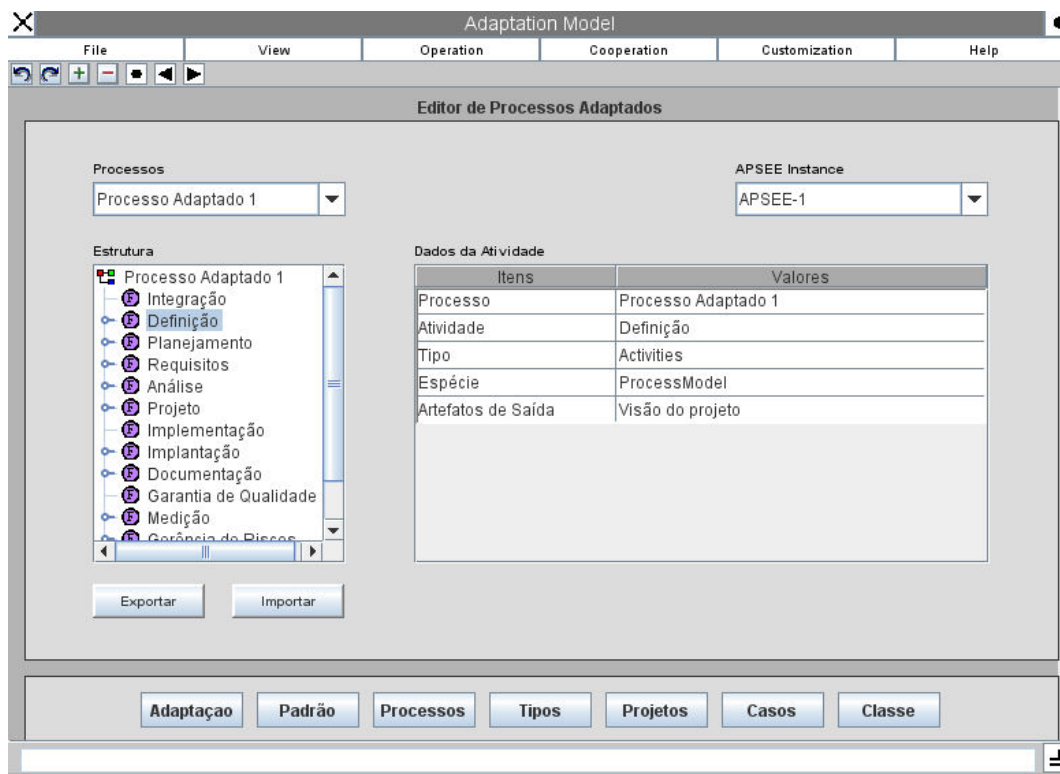 Adaptation Model
File View Operation Cooperation Customization Help
Editor de Processos Adaptados
Processos
APSEE Instance
Processo Adaptado 1
APSEE-1
Estrutura
Dados da Atividade
Processo Adaptado 1
Integração
Definição
Planejamento
Requisitos
Análise
Projeto
Implementação
Implantação
Documentação
Garantia de Qualidade
Medição
Gerência de Riscos
Itens Valores
Processo Processo Adaptado 1
Atividade Definição
Tipo Activities
Espécie ProcessModel
Artefatos de Saída Visão do projeto
Exportar Importar
Adaptaçao Padrão Processos Tipos Projetos Casos Classe